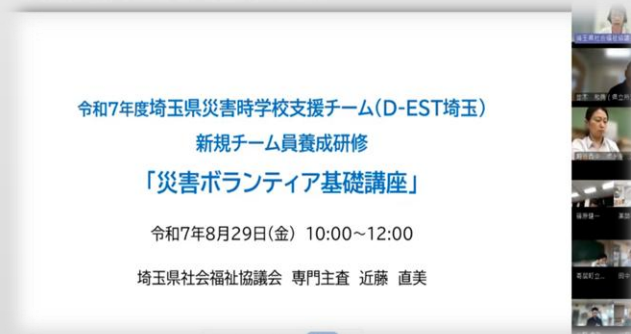 令和7年度埼玉県災害時学校支援チーム(D-EST埼玉)
新規チーム員養成研修
「災害ボランティア基礎講座」
令和7年8月29日(金) 10:00～12:00
埼玉県社会福祉協議会 専門主査 近藤 直美